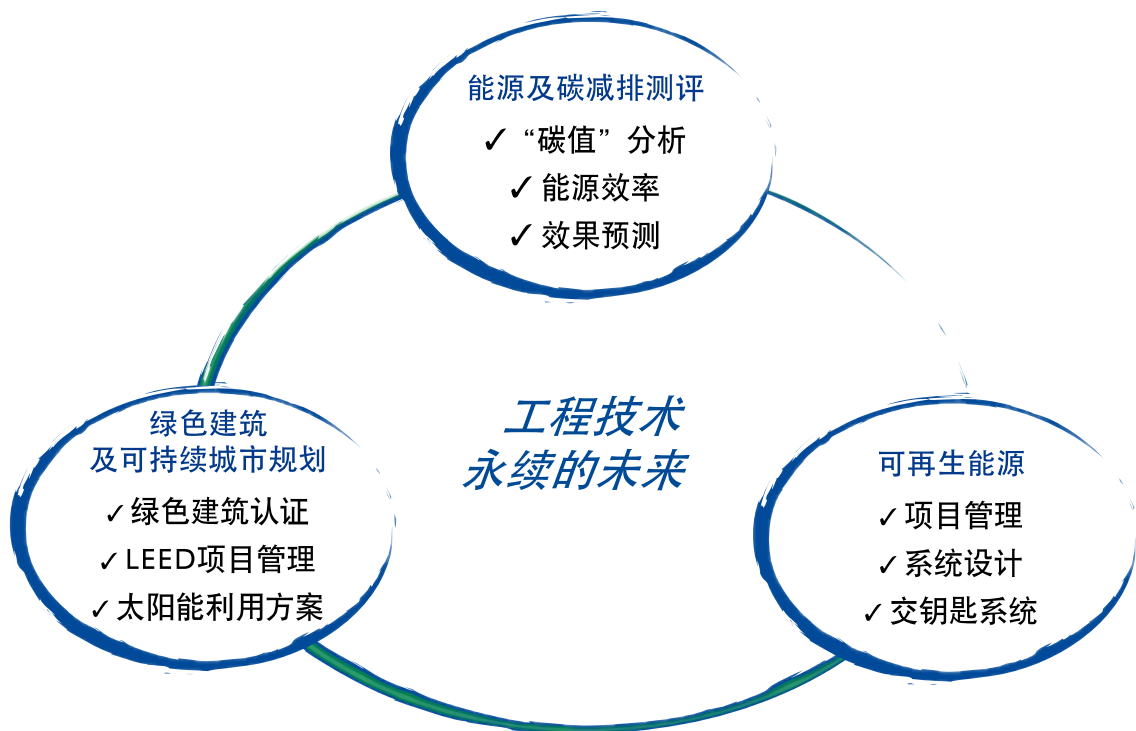 能源及碳减排测评
✓ “碳值”分析
✓ 能源效率
✓ 效果预测
工程技术
永续的未来
绿色建筑
及可持续城市规划
✓ 绿色建筑认证
✓ LEED项目管理
✓ 太阳能利用方案
可再生能源
✓ 项目管理
✓ 系统设计
✓ 交钥匙系统